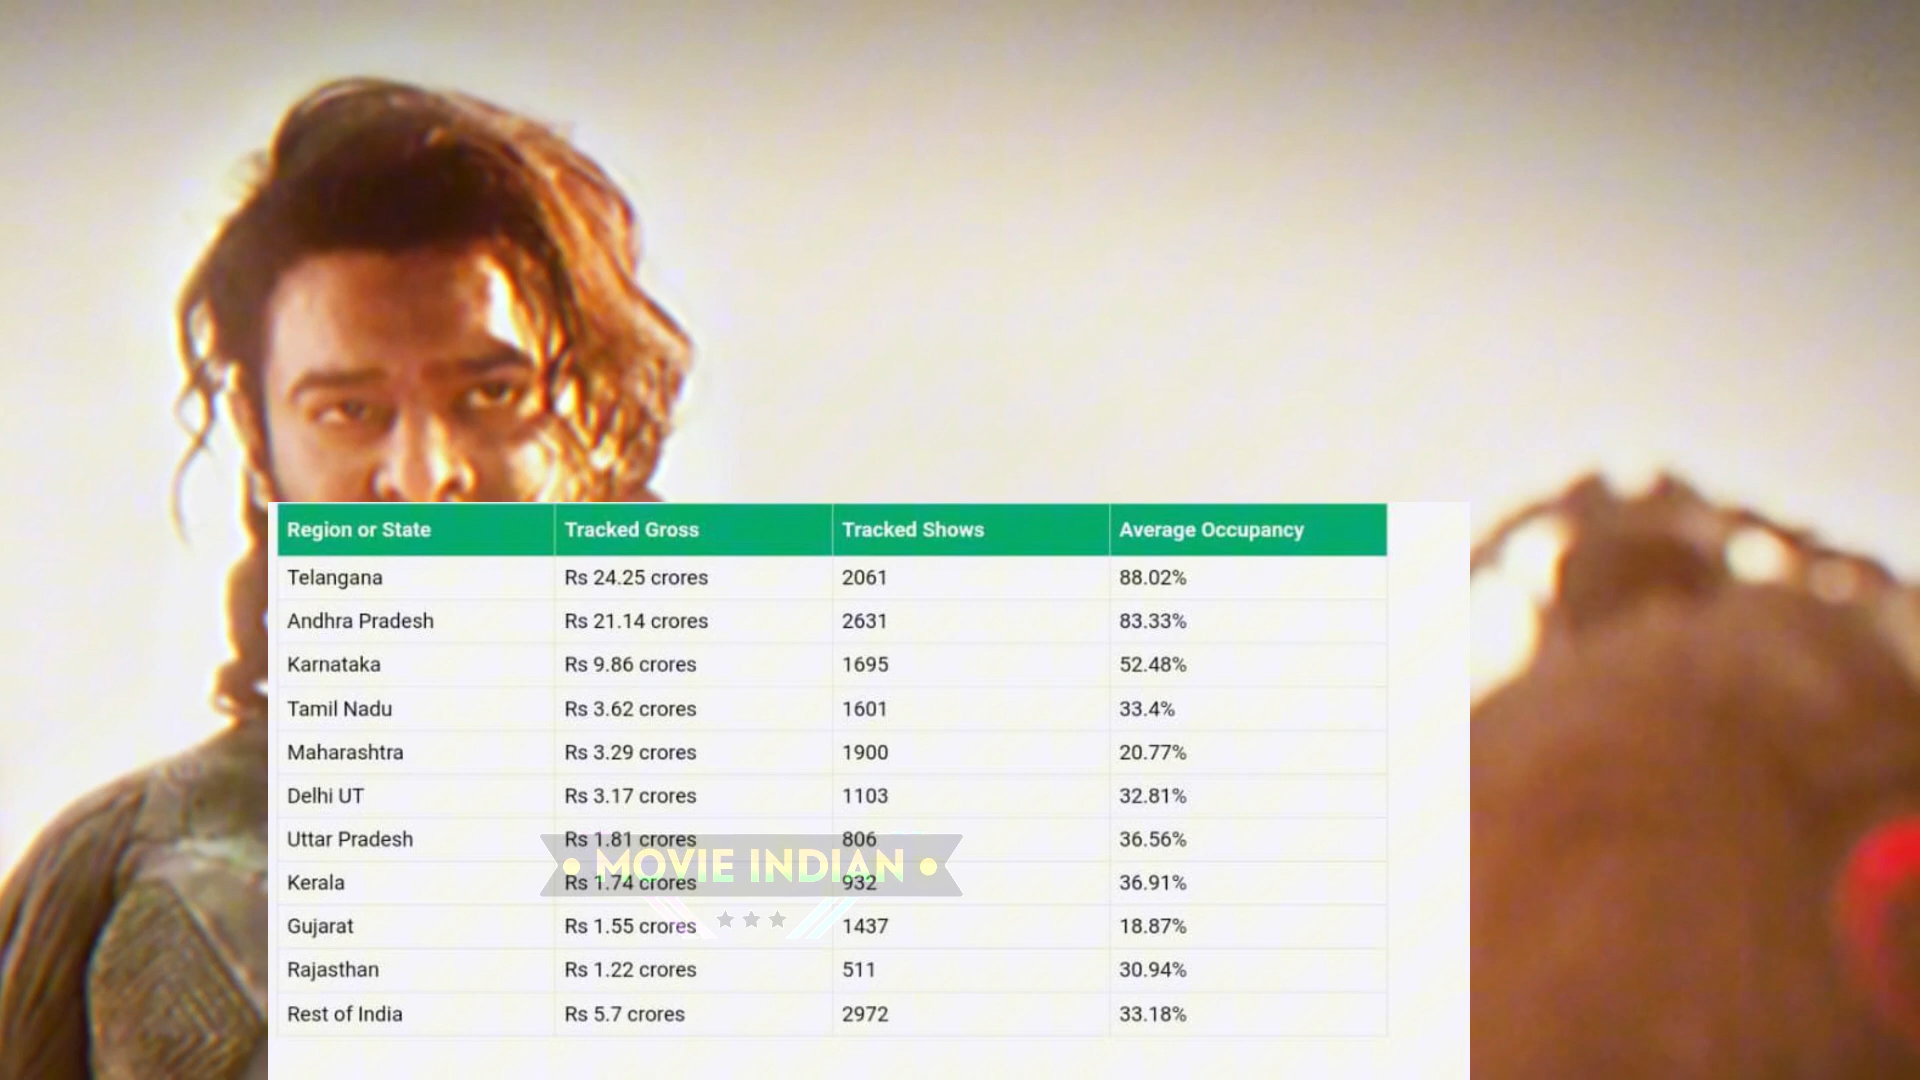 Region or State Tracked Gross Tracked Shows Average Occupancy
Telangana Rs 24.25 crores 2061 88.02%
Andhra Pradesh Rs 21.14 crores 2631 83.33%
Karnataka Rs 9.86 crores 1695 52.48%
Tamil Nadu Rs 3.62 crores 1601 33.4%
Maharashtra Rs 3.29 crores 1900 20.77%
Delhi UT Rs 3.17 crores 1103 32.81%
Uttar Pradesh Rs 1.81 crores 806 36.56%
MOVIE INDIAN
Kerala Rs 1.74 crores 932 36.91%
Gujarat Rs 1.55 crores 1437 18.87%
Rajasthan Rs 1.22 crores 511 30.94%
Rest of India Rs 5.7 crores 2972 33.18%